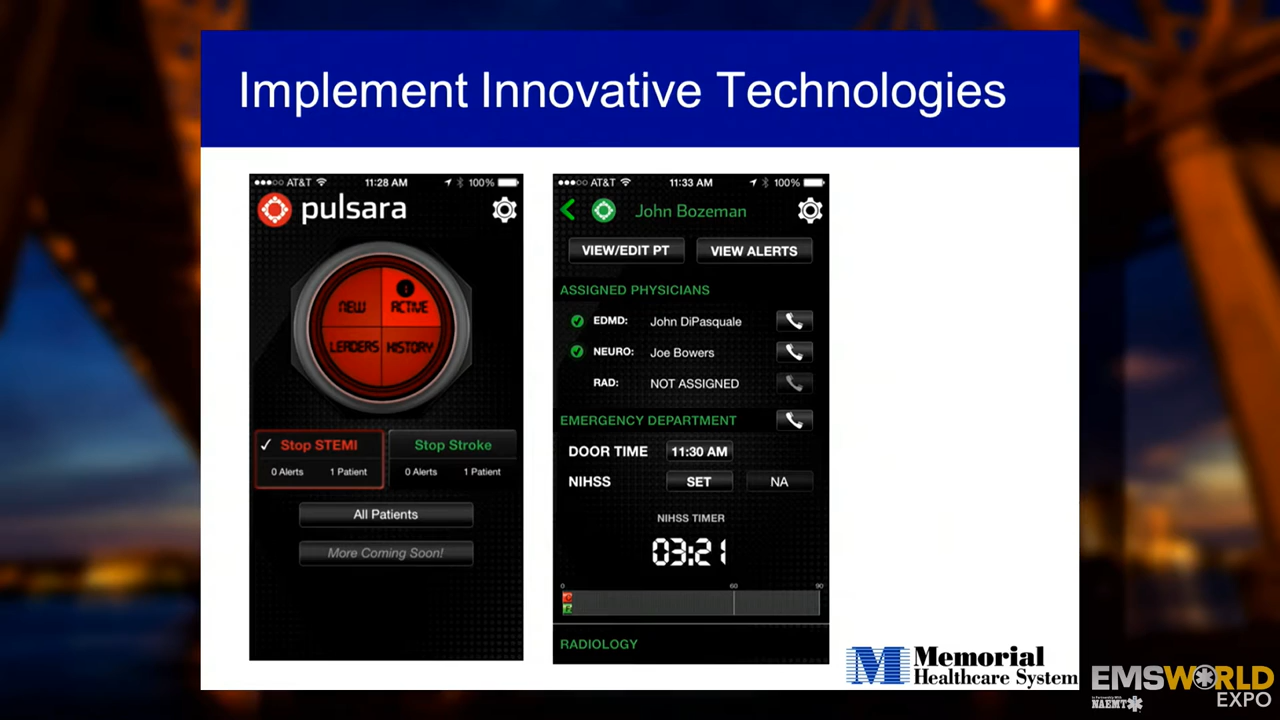 Implement Innovative Technologies
AT&T 11:28 AM 100%
pulsara
NEW ACTIVE
LEADERS HISTORY
Stop STEMI
0 Alerts 1 Patient
Stop Stroke
0 Alerts 1 Patient
All Patients
More Coming Soon!
AT&T 11:33 AM 100%
John Bozeman
VIEW/EDIT PT VIEW ALERTS
ASSIGNED PHYSICIANS
EDMD: John DiPasquale
NEURO: Joe Bowers
RAD: NOT ASSIGNED
EMERGENCY DEPARTMENT
DOOR TIME 11:30 AM
NIHSS SET NA
NIHSS TIMER
03:21
0 60 90
RADIOLOGY
M Memorial
Healthcare System
EMSWORLD
In Partnership With
NAEMT
EXPO